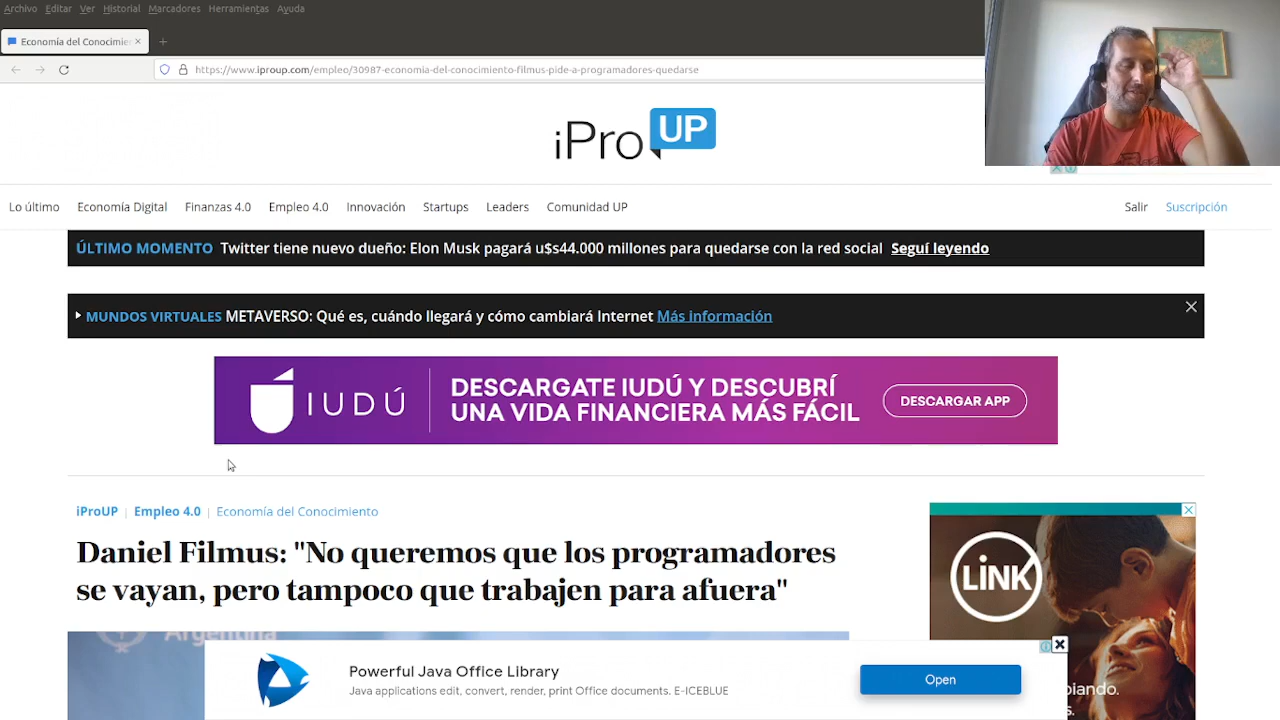 Archivo Editar Ver Historial Marcadores Herramientas Ayuda
Economía del Conocimie
https://www.iproup.com/empleo/30987-economia-del-conocimiento-filmus-pide-a-programadores-quedarse
iPro UP
Lo último Economía Digital Finanzas 4.0 Empleo 4.0 Innovación Startups Leaders Comunidad UP Salir Suscripción
ÚLTIMO MOMENTO Twitter tiene nuevo dueño: Elon Musk pagará u$s44.000 millones para quedarse con la red social Seguí leyendo
MUNDOS VIRTUALES METAVERSO: Qué es, cuándo llegará y cómo cambiará Internet Más información
IUDÚ
DESCARGATE IUDÚ Y DESCUBRÍ
UNA VIDA FINANCIERA MÁS FÁCIL
DESCARGAR APP
iProUP | Empleo 4.0 | Economía del Conocimiento
Daniel Filmus: "No queremos que los programadores
se vayan, pero tampoco que trabajen para afuera"
Argentina
LiNK
Powerful Java Office Library
Java applications edit, convert, render, print Office documents. E-ICEBLUE
Open